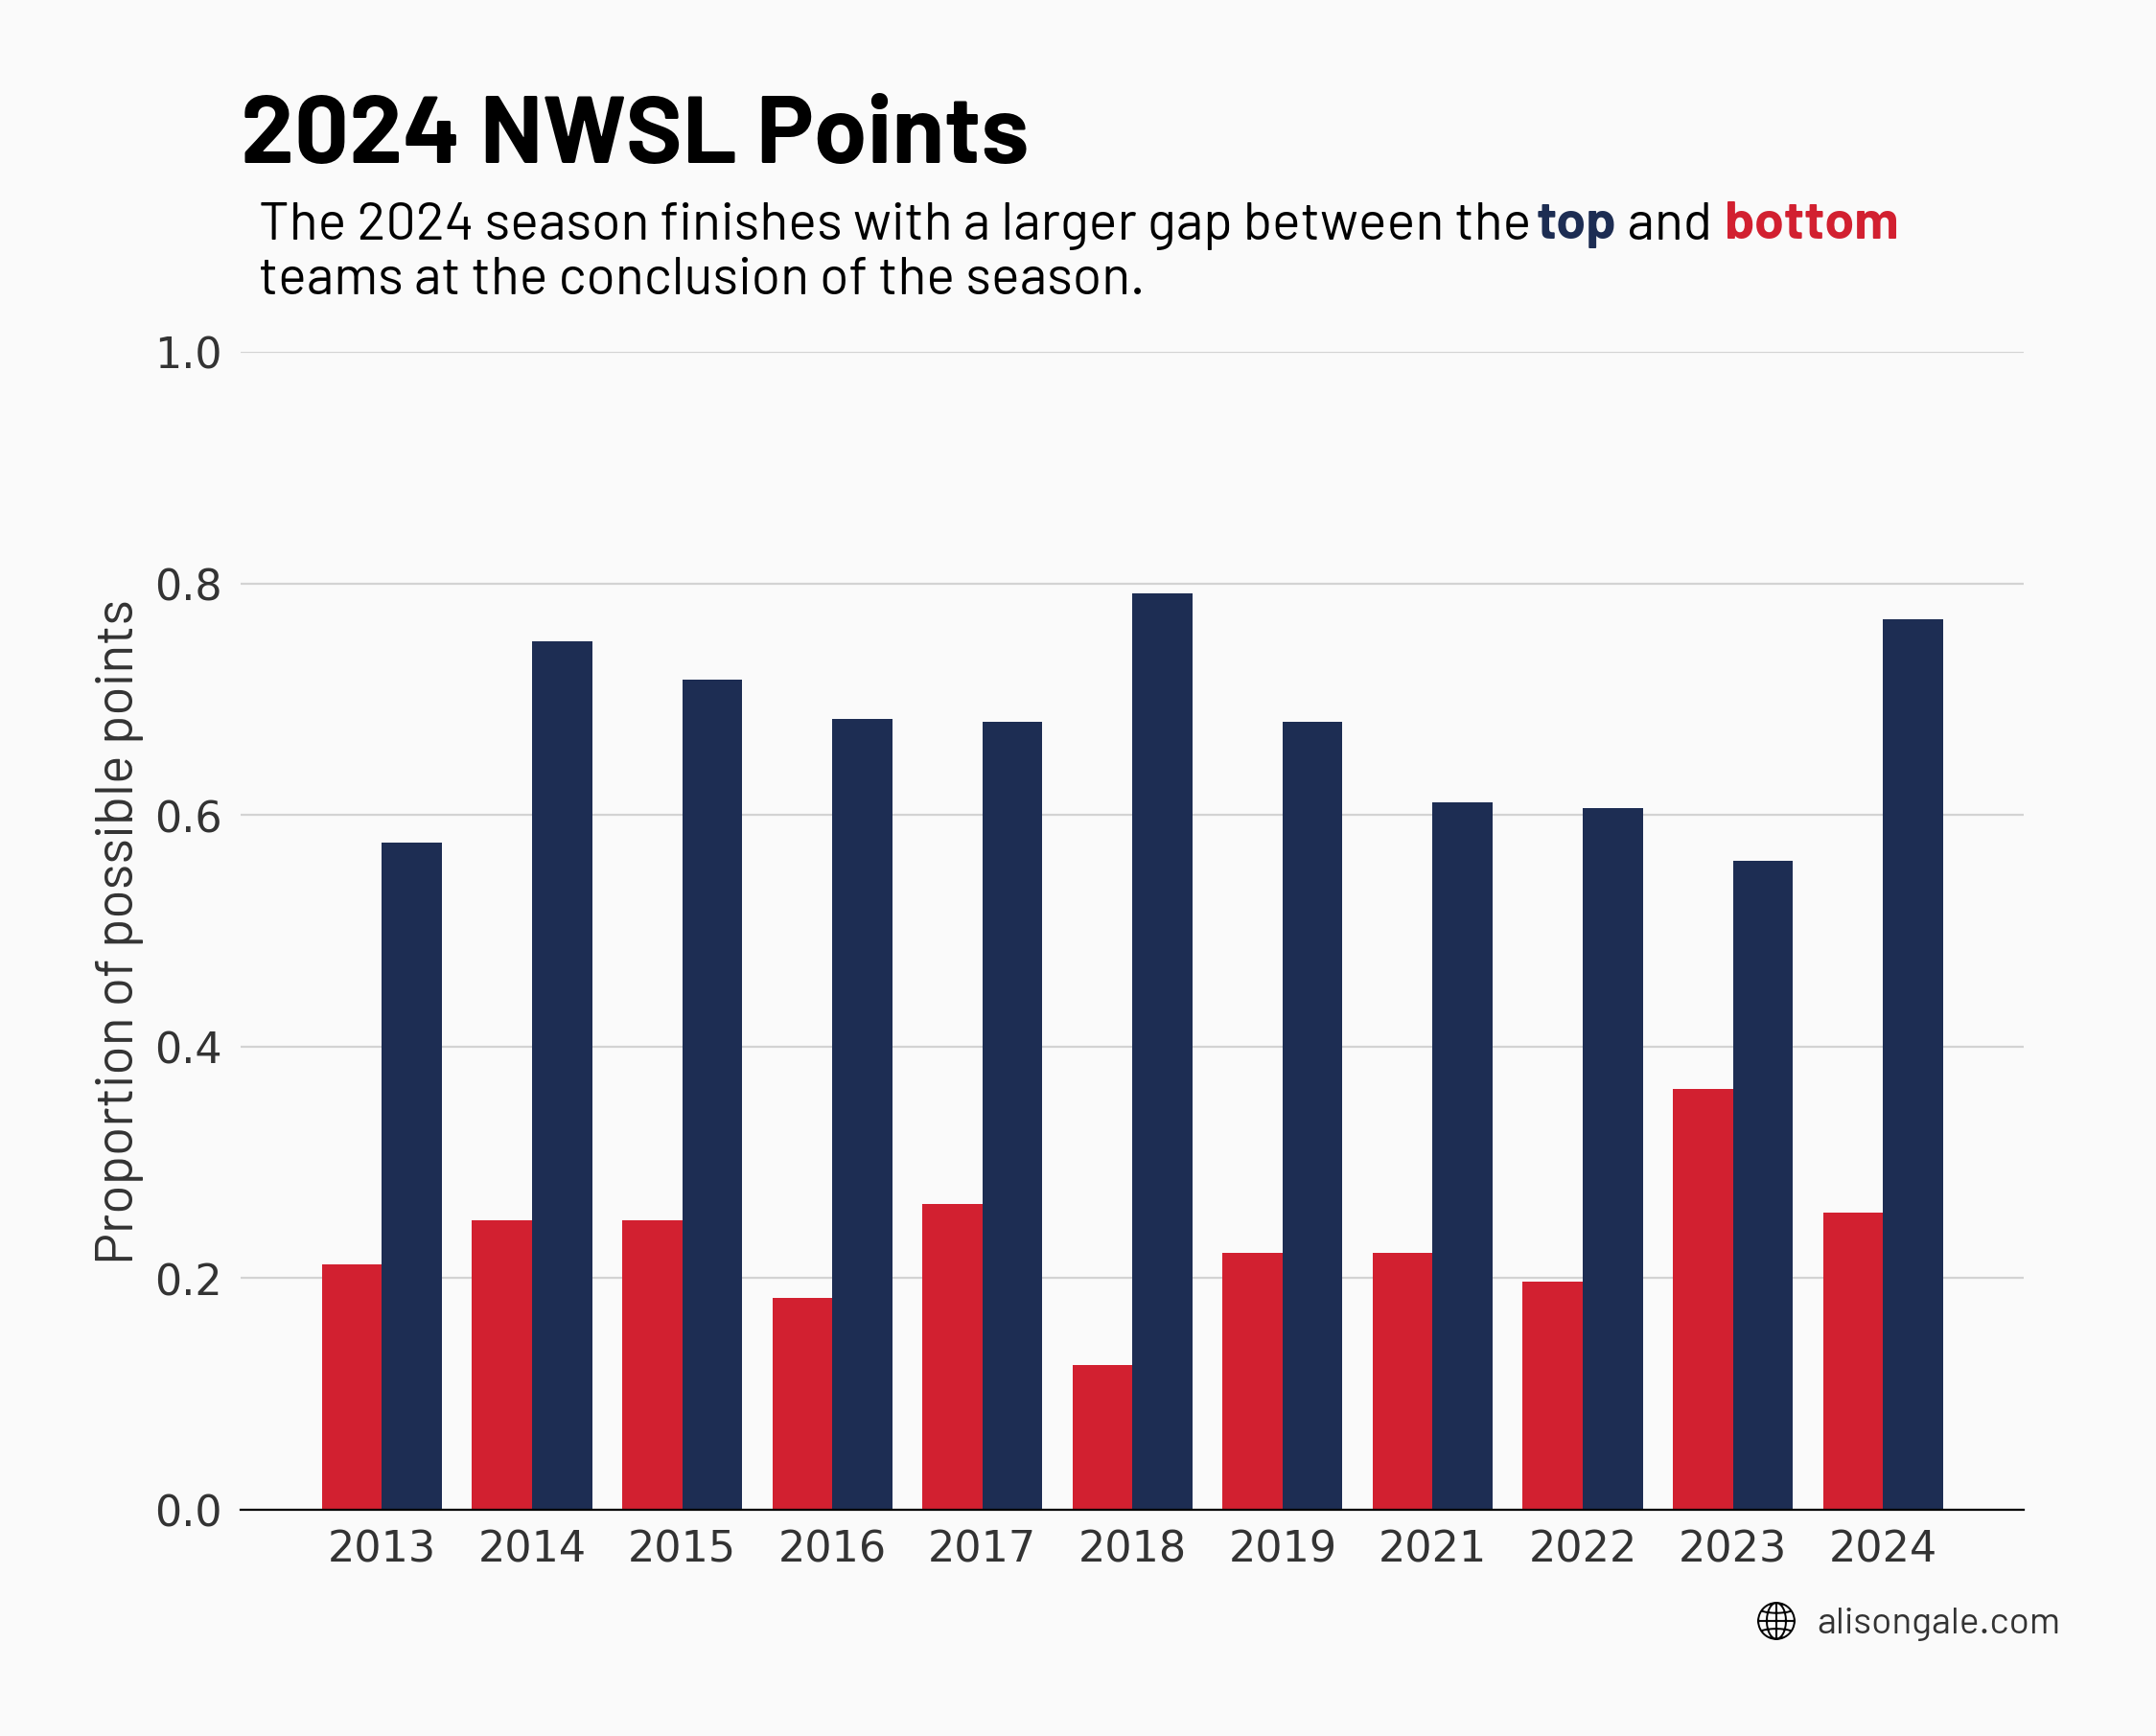 2024 NWSL Points
The 2024 season finishes with a larger gap between the top and bottom
teams at the conclusion of the season.
Proportion of possible points
1.0
0.8
0.6
0.4
0.2
0.0
2013 2014 2015 2016 2017 2018 2019 2021 2022 2023 2024
alisongale.com